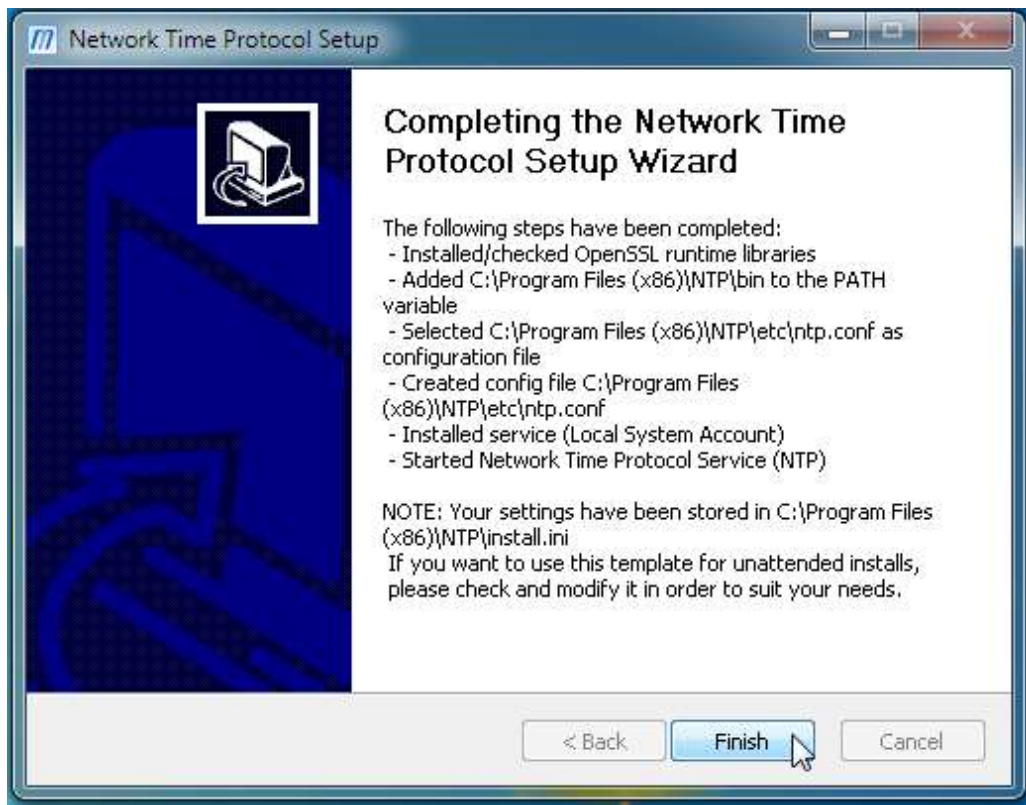 Network Time Protocol Setup
Completing the Network Time
Protocol Setup Wizard
The following steps have been completed:
- Installed/checked OpenSSL runtime libraries
- Added C:\Program Files (x86)\NTP\bin to the PATH
variable
- Selected C:\Program Files (x86)\NTP\etc\ntp.conf as
configuration file
- Created config file C:\Program Files
(x86)\NTP\etc\ntp.conf
- Installed service (Local System Account)
- Started Network Time Protocol Service (NTP)
NOTE: Your settings have been stored in C:\Program Files
(x86)\NTP\install.ini
If you want to use this template for unattended installs,
please check and modify it in order to suit your needs.
< Back
Finish
Cancel